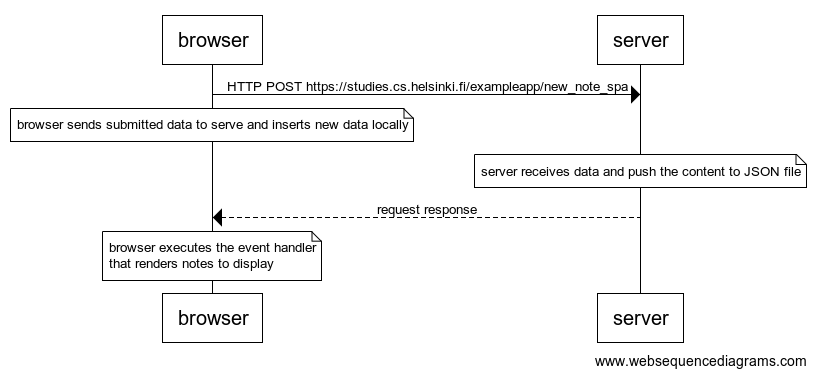 browser
server
HTTP POST https://studies.cs.helsinki.fi/exampleapp/new_note_spa
browser sends submitted data to serve and inserts new data locally
server receives data and push the content to JSON file
request response
browser executes the event handler
that renders notes to display
browser
server
www.websequencediagrams.com